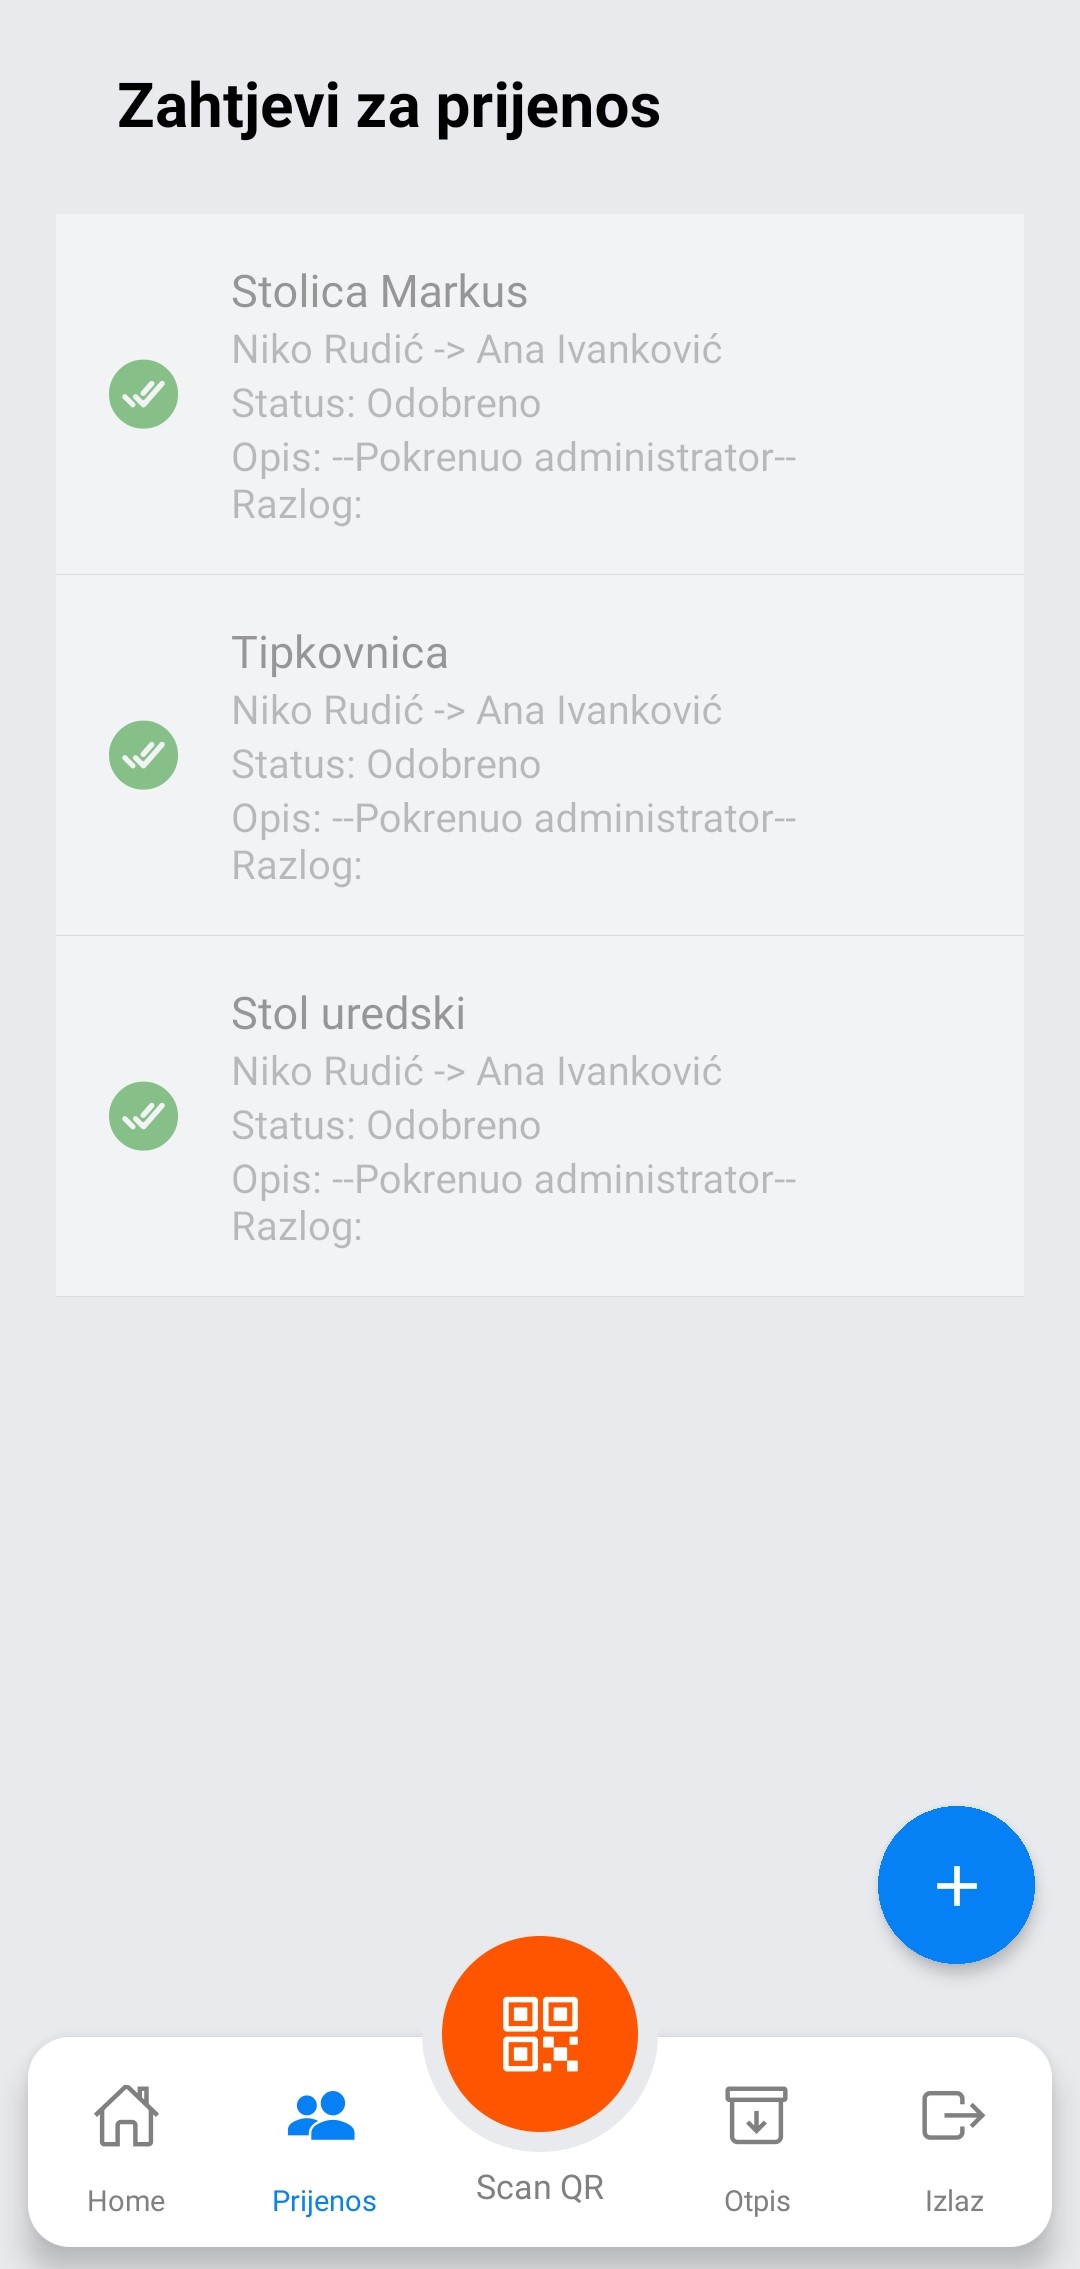 Zahtjevi za prijenos
Stolica Markus
Niko Rudić -> Ana Ivanković
Status: Odobreno
Opis: --Pokrenuo administrator--
Razlog:
Tipkovnica
Niko Rudić -> Ana Ivanković
Status: Odobreno
Opis: --Pokrenuo administrator--
Razlog:
Stol uredski
Niko Rudić -> Ana Ivanković
Status: Odobreno
Opis: --Pokrenuo administrator--
Razlog:
Home
Prijenos
Scan QR
Otpis
Izlaz